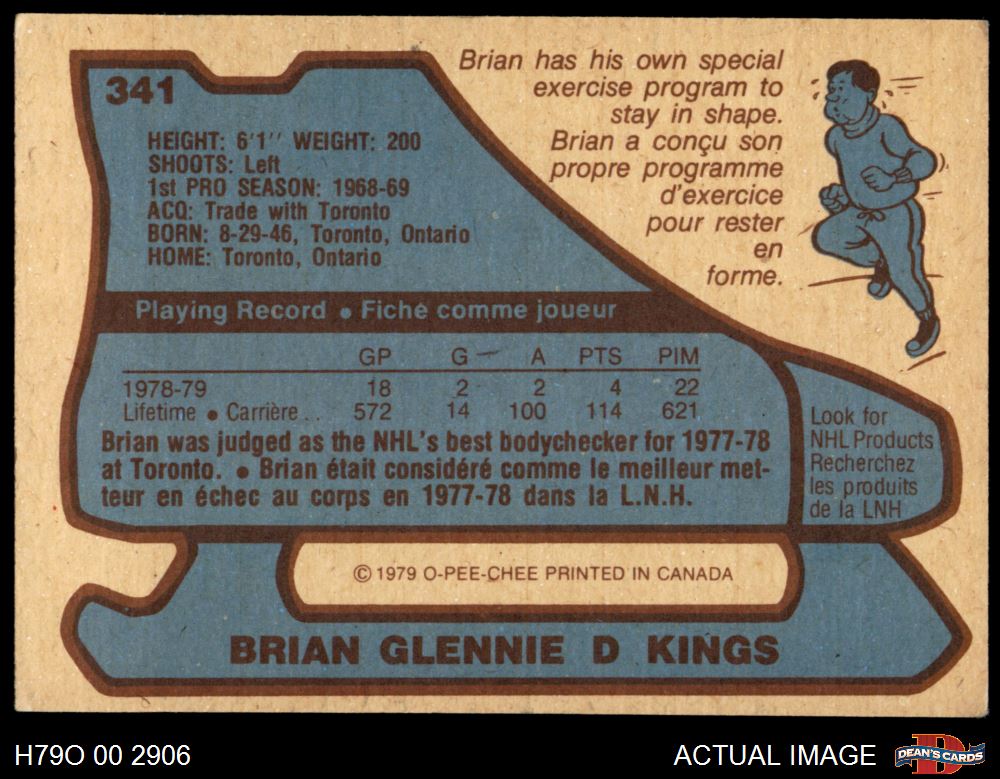 341
HEIGHT: 6'1'' WEIGHT: 200
SHOOTS: Left
1st PRO SEASON: 1968-69
ACQ: Trade with Toronto
BORN: 8-29-46, Toronto, Ontario
HOME: Toronto, Ontario
Brian has his own special
exercise program to
stay in shape.
Brian a conçu son
propre programme
d'exercice
pour rester
en
forme.
Playing Record • Fiché comme joueur
GP G A PTS PIM
1978-79 18 2 2 4 22
Lifetime • Carrière.. 572 14 100 114 621
Brian was judged as the NHL's best bodychecker for 1977-78
at Toronto. • Brian était considéré comme le meilleur met-
teur en échec au corps en 1977-78 dans la L.N.H.
Look for
NHL Products
Recherchez
les produits
de la LNH
© 1979 O-PEE-CHEE PRINTED IN CANADA
BRIAN GLENNIE D KINGS
H79O 00 2906
ACTUAL IMAGE
DEAN'S CARDS